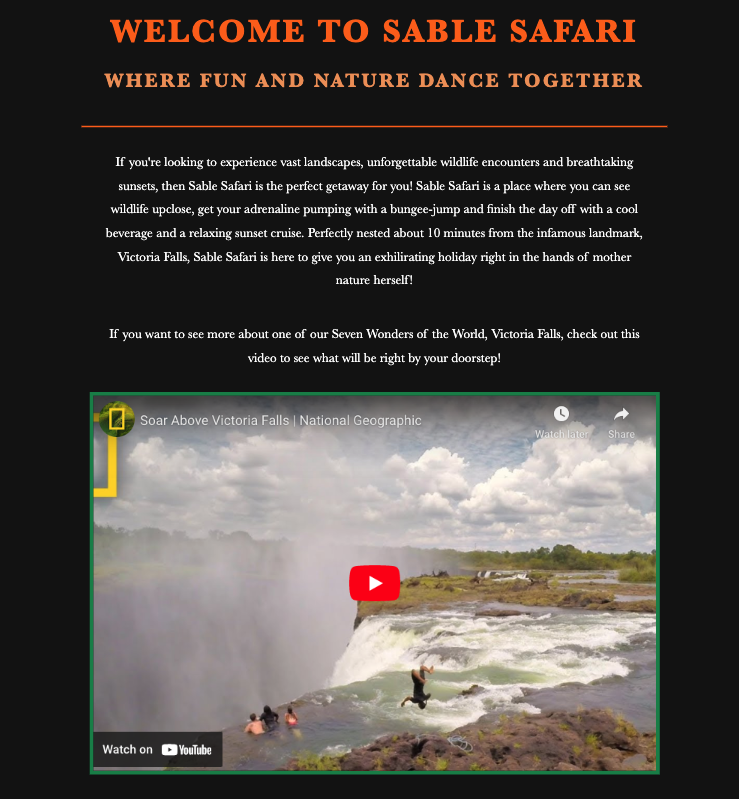 WELCOME TO SABLE SAFARI
WHERE FUN AND NATURE DANCE TOGETHER
If you're looking to experience vast landscapes, unforgettable wildlife encounters and breathtaking
sunsets, then Sable Safari is the perfect getaway for you! Sable Safari is a place where you can see
wildlife upclose, get your adrenaline pumping with a bungee-jump and finish the day off with a cool
beverage and a relaxing sunset cruise. Perfectly nested about 10 minutes from the infamous landmark,
Victoria Falls, Sable Safari is here to give you an exhilirating holiday right in the hands of mother
nature herself!
If you want to see more about one of our Seven Wonders of the World, Victoria Falls, check out this
video to see what will be right by your doorstep!
Soar Above Victoria Falls | National Geographic
Watch later
Share
Watch on YouTube